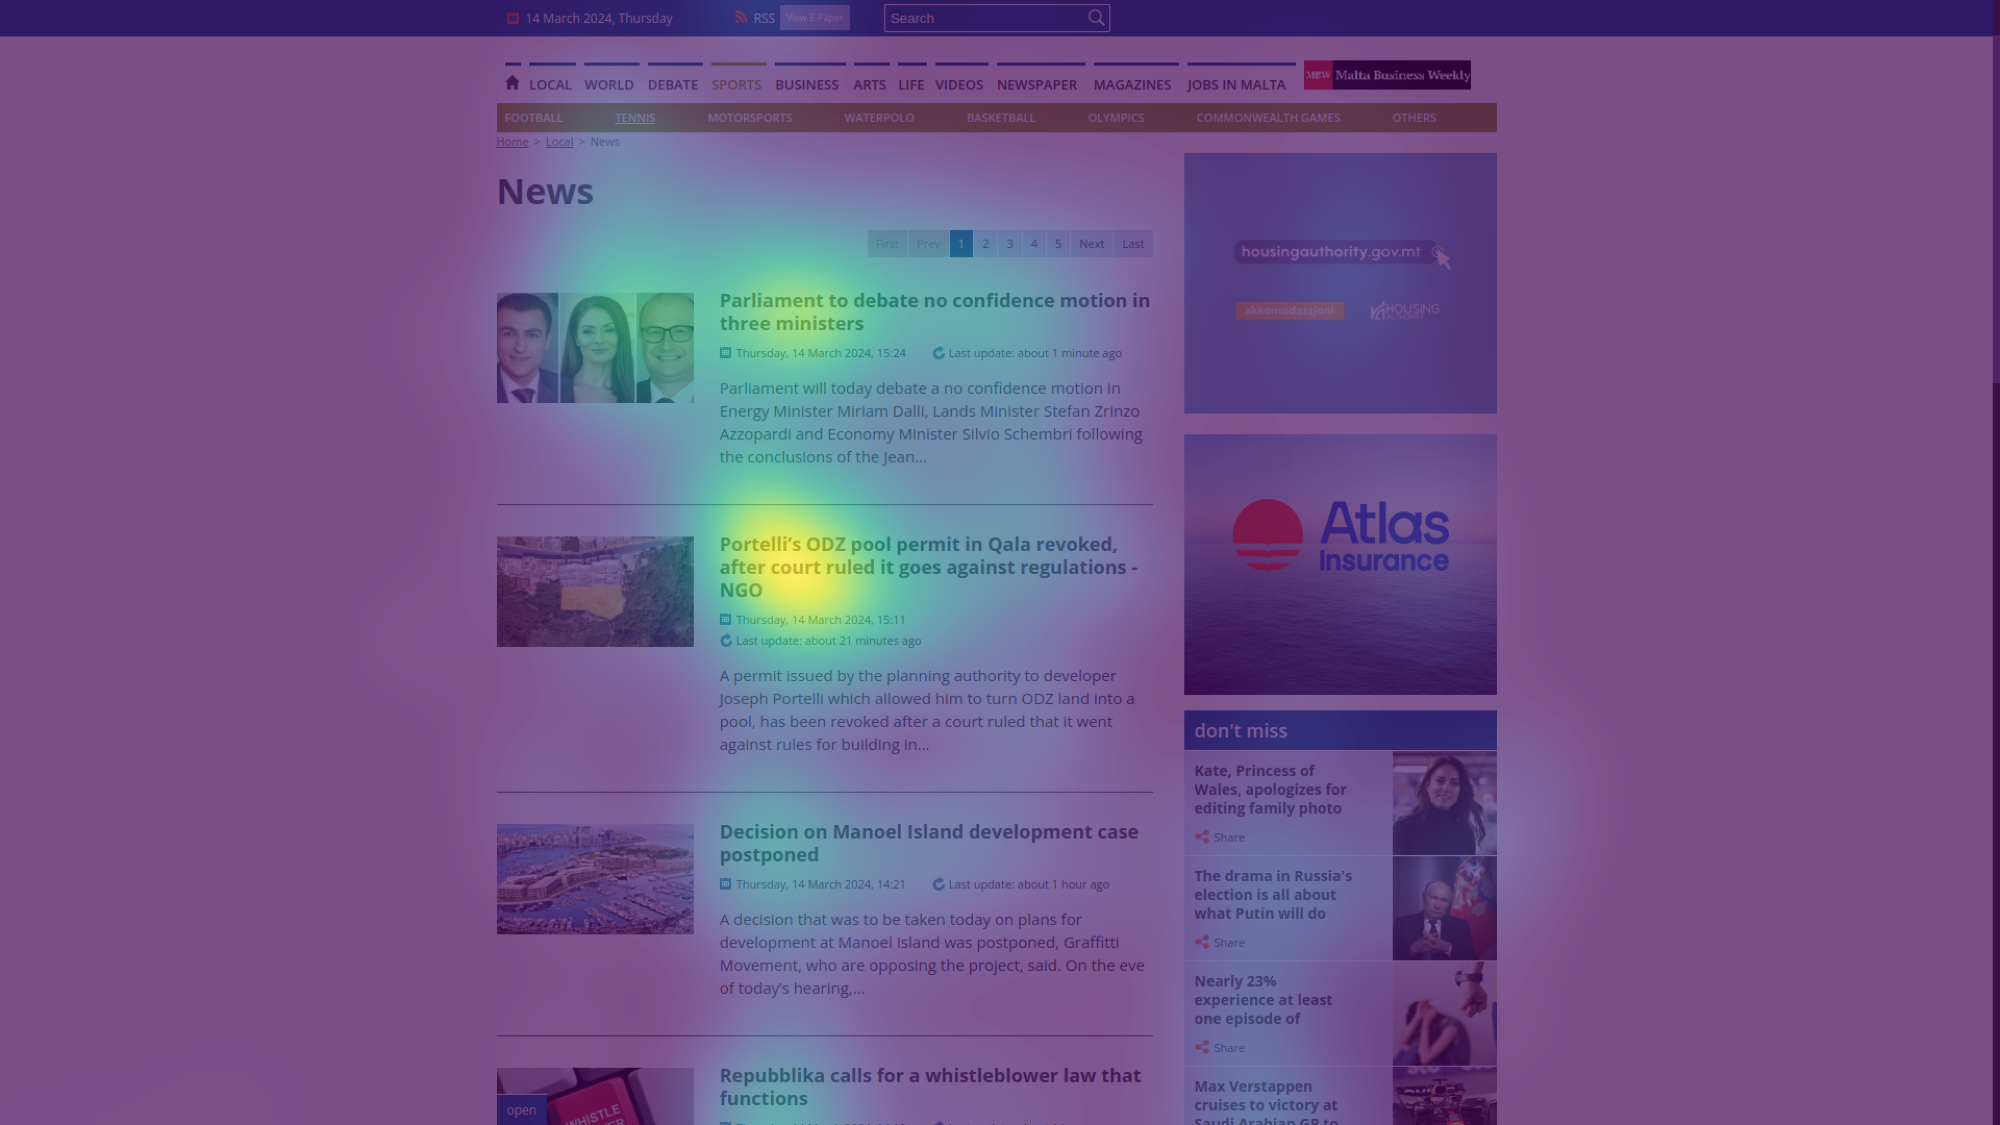 14 March 2024, Thursday
RSS
View E-Paper
Search
LOCAL WORLD DEBATE SPORTS BUSINESS ARTS LIFE VIDEOS NEWSPAPER MAGAZINES JOBS IN MALTA
MBW Malta Business Weekly
FOOTBALL TENNIS MOTORSPORTS WATERPOLO BASKETBALL OLYMPICS COMMONWEALTH GAMES OTHERS
Home > Local > News
News
First Prev 1 2 3 4 5 Next Last
Parliament to debate no confidence motion in
three ministers
Thursday, 14 March 2024, 15:24 Last update: about 1 minute ago
Parliament will today debate a no confidence motion in
Energy Minister Miriam Dalli, Lands Minister Stefan Zrinzo
Azzopardi and Economy Minister Silvio Schembri following
the conclusions of the Jean...
Portelli’s ODZ pool permit in Qala revoked,
after court ruled it goes against regulations -
NGO
Thursday, 14 March 2024, 15:11
Last update: about 21 minutes ago
A permit issued by the planning authority to developer
Joseph Portelli which allowed him to turn ODZ land into a
pool, has been revoked after a court ruled that it went
against rules for building in...
Decision on Manoel Island development case
postponed
Thursday, 14 March 2024, 14:21 Last update: about 1 hour ago
A decision that was to be taken today on plans for
development at Manoel Island was postponed, Graffitti
Movement, who are opposing the project, said. On the eve
of today’s hearing,...
Repubblika calls for a whistleblower law that
functions
WHISTLE
open
housingauthority.gov.mt
akkomodazzjoni
HOUSING
AUTHORITY
Atlas
Insurance
don't miss
Kate, Princess of
Wales, apologizes for
editing family photo
Share
The drama in Russia's
election is all about
what Putin will do
Share
Nearly 23%
experience at least
one episode of
Share
Max Verstappen
cruises to victory at
Saudi Arabian GP to